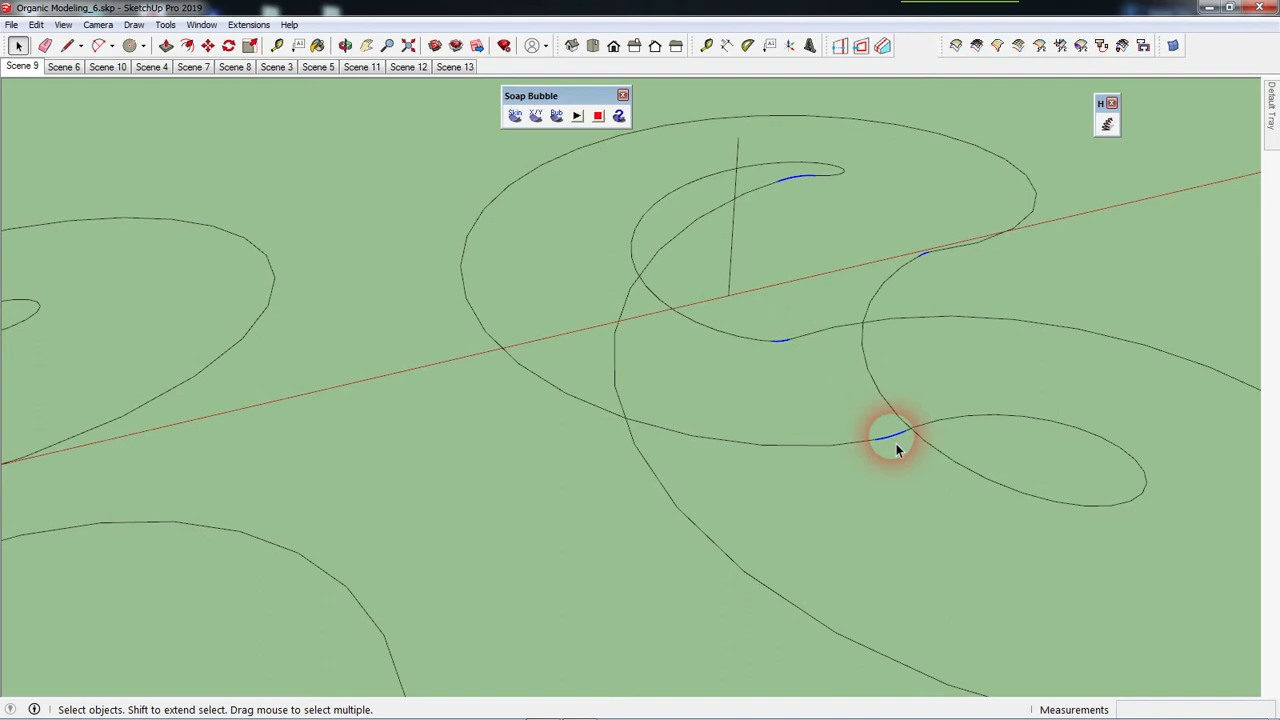 Organic Modeling_6.skp - SketchUp Pro 2019
File Edit View Camera Draw Tools Window Extensions Help
Scene 9 Scene 6 Scene 10 Scene 4 Scene 7 Scene 8 Scene 3 Scene 5 Scene 11 Scene 12 Scene 13
Soap Bubble
Skin X/Y Bub
H
Default Tray
Select objects. Shift to extend select. Drag mouse to select multiple.
Measurements